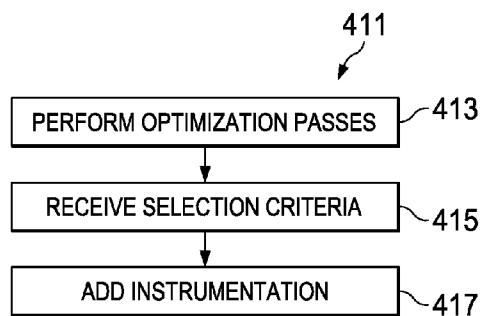 411
PERFORM OPTIMIZATION PASSES
413
RECEIVE SELECTION CRITERIA
415
ADD INSTRUMENTATION
417